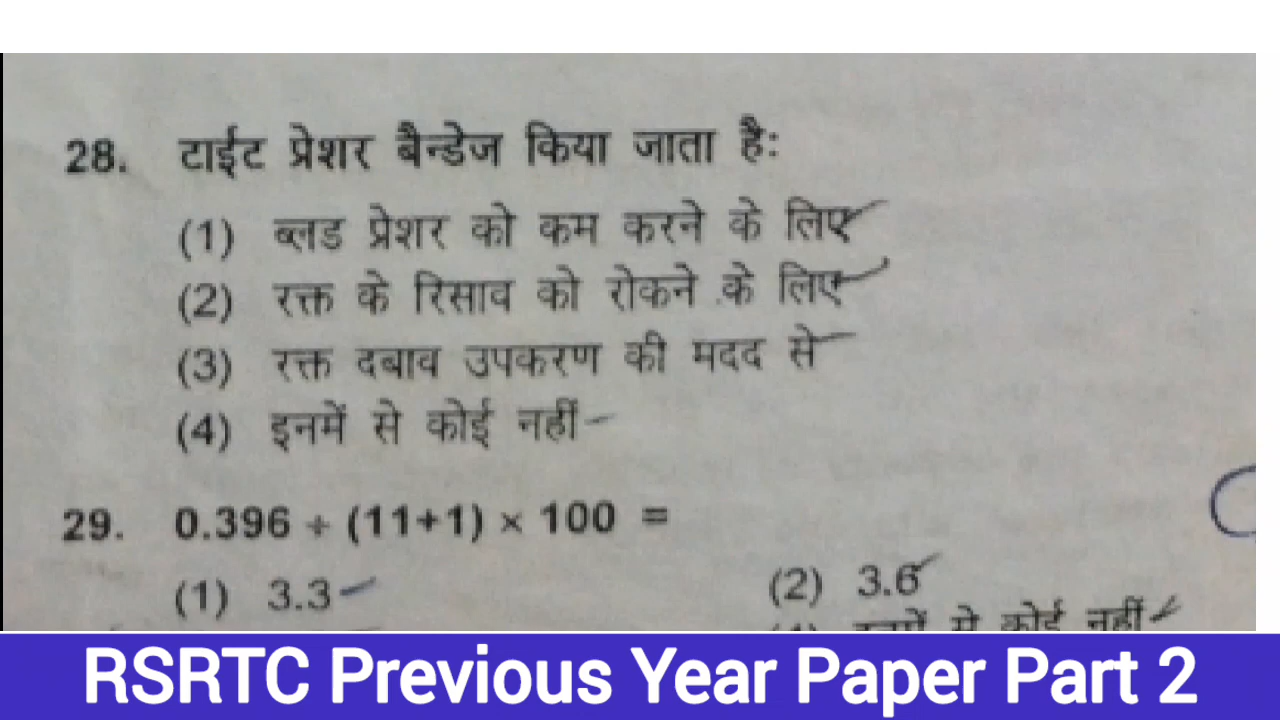 28. टाईट प्रेशर बैन्डेज किया जाता है:
(1) ब्लड प्रेशर को कम करने के लिए
(2) रक्त के रिसाव को रोकने के लिए
(3) रक्त दबाव उपकरण की मदद से
(4) इनमें से कोई नहीं
29. 0.396 ÷ (11+1) × 100 =
(1) 3.3 (2) 3.6
से कोई नहीं
RSRTC Previous Year Paper Part 2